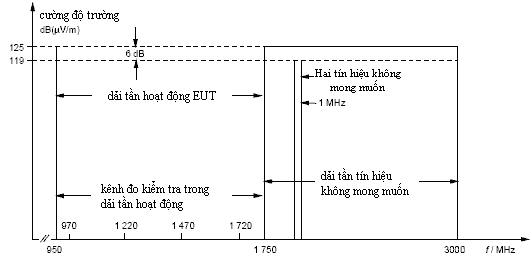 cường độ trường
dB(μV/m)
125
119
6 dB
Hai tín hiệu không
mong muốn
dải tần hoạt động EUT
1 MHz
dải tần tín hiệu
không mong muốn
kênh đo kiểm tra trong
dải tần hoạt động
970 1 220 1 470 1 720
950 1 750 3000 f / MHz